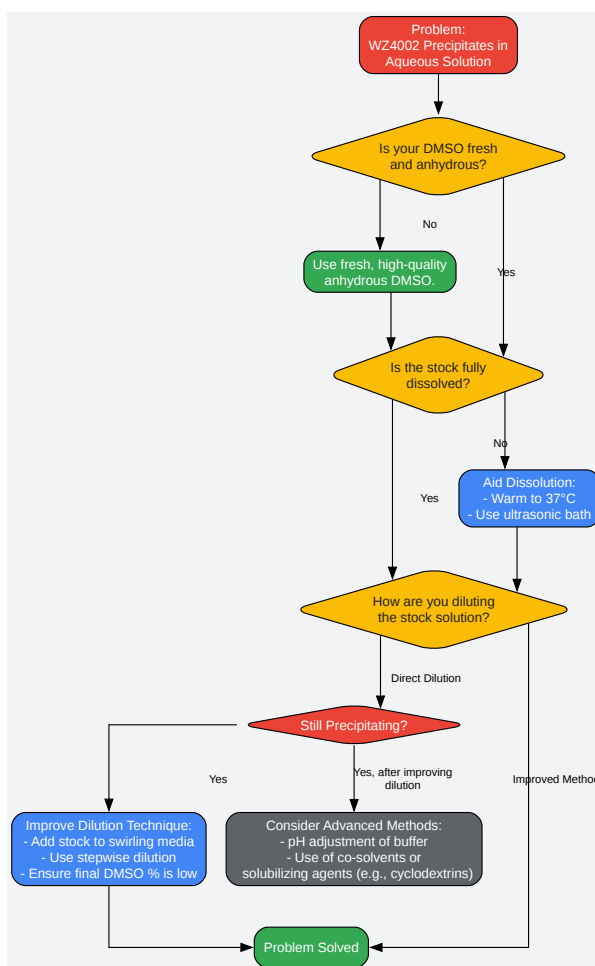 Problem:
WZ4002 Precipitates in
Aqueous Solution
Is your DMSO fresh
and anhydrous?
No
Use fresh, high-quality
anhydrous DMSO.
Yes
Is the stock fully
dissolved?
No
Aid Dissolution:
- Warm to 37°C
- Use ultrasonic bath
Yes
How are you diluting
the stock solution?
Direct Dilution
Still Precipitating?
Yes
Yes, after improving
dilution
Improved Method
Improve Dilution Technique:
- Add stock to swirling media
- Use stepwise dilution
- Ensure final DMSO % is low
Consider Advanced Methods:
- pH adjustment of buffer
- Use of co-solvents or
solubilizing agents (e.g., cyclodextrins)
Problem Solved